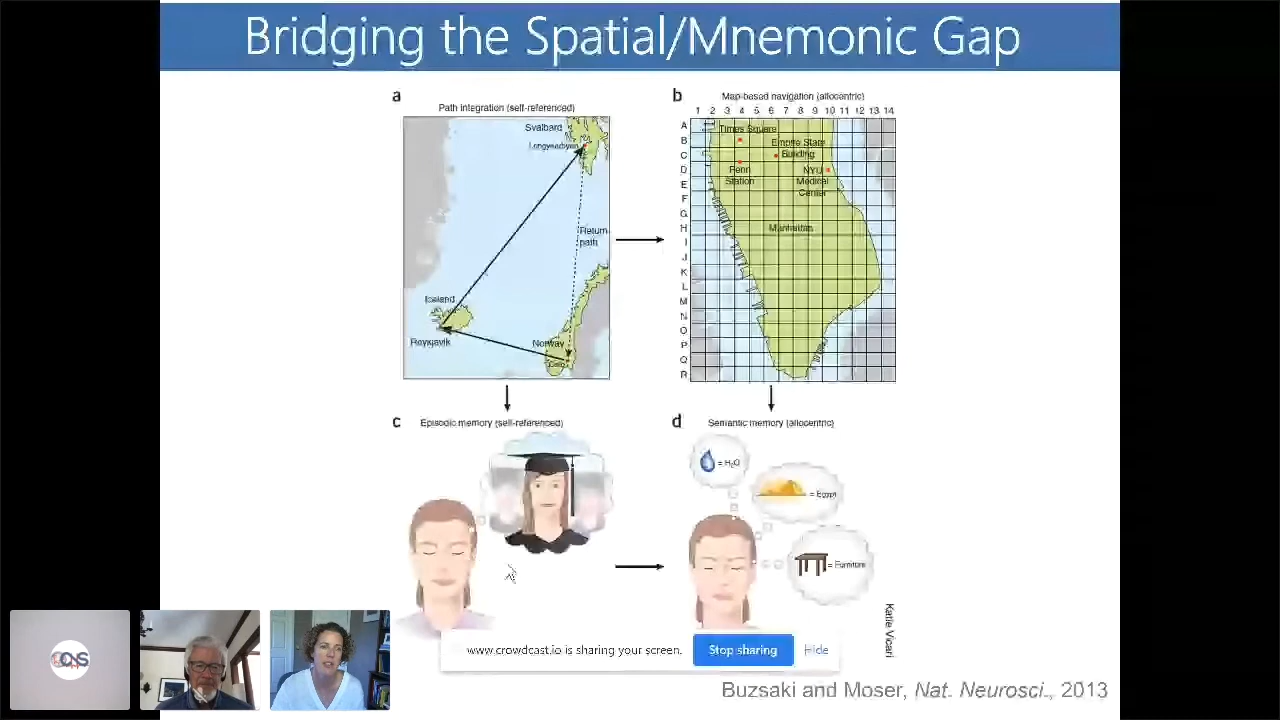 Bridging the Spatial/Mnemonic Gap
a
Path integration (self-referenced)
Svalbard
Longyearbyen
Return
path
Iceland
Reykjavik
Norway
b
Map-based navigation (allocentric)
1 2 3 4 5 6 7 8 9 10 11 12 13 14
A
B
C
D
E
F
G
H
I
J
K
L
M
N
O
P
Q
R
Times Square
Empire State
Building
Penn
Station
NYU
Medical
Center
Manhattan
c
Episodic memory (self-referenced)
d
Semantic memory (allocentric)
= H₂O
= Egypt
= Furniture
Katie Vicari
www.crowdcast.io is sharing your screen.
Stop sharing
Hide
Buzsaki and Moser, Nat. Neurosci., 2013